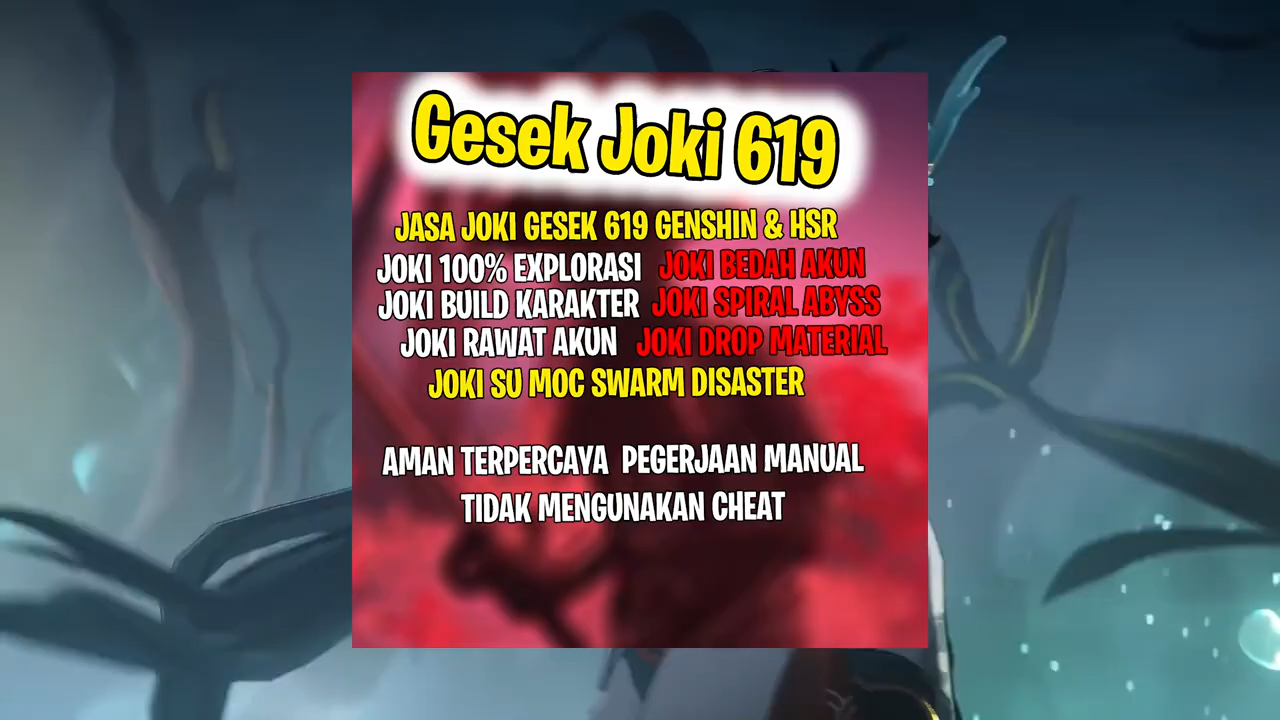 Gesek Joki 619
JASA JOKI GESEK 619 GENSHIN & HSR
JOKI 100% EXPLORASI JOKI BEDAH AKUN
JOKI BUILD KARAKTER JOKI SPIRAL ABYSS
JOKI RAWAT AKUN JOKI DROP MATERIAL
JOKI SU MOC SWARM DISASTER
AMAN TERPERCAYA PEGERJAAN MANUAL
TIDAK MENGUNAKAN CHEAT